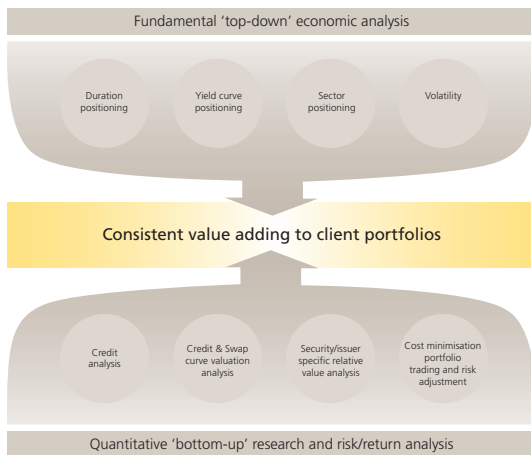 Fundamental ‘top-down’ economic analysis
Duration
positioning
Yield curve
positioning
Sector
positioning
Volatility
Consistent value adding to client portfolios
Credit
analysis
Credit & Swap
curve valuation
analysis
Security/issuer
specific relative
value analysis
Cost minimisation
portfolio
trading and risk
adjustment
Quantitative ‘bottom-up’ research and risk/return analysis